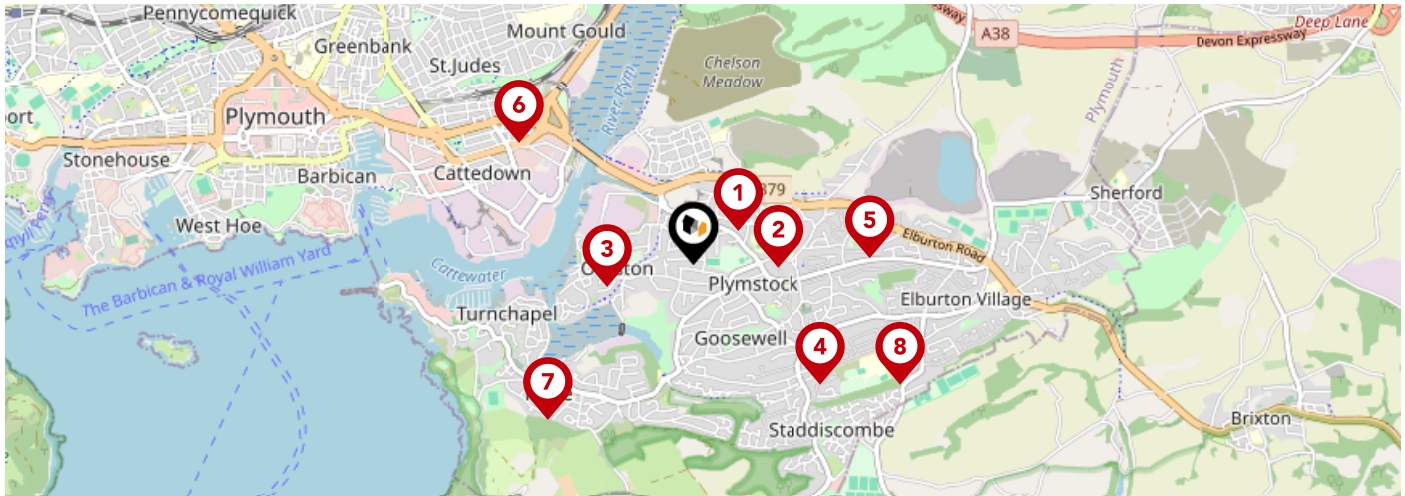 Pennycomequick
Greenbank
Mount Gould
St.Judes
A38
Deep Lane
Devon Expressway
Chelson
Meadow
River Plym
Plymouth
6
Plymouth
Stonehouse
Barbican
Cattedown
1
379
Sherford
West Hoe
2
5
3
Elburton Road
Cattewater
The Barbican & Royal William Yard
Plymstock
Elburton Village
Turnchapel
Goosewell
4
8
7
Staddiscombe
Brixton